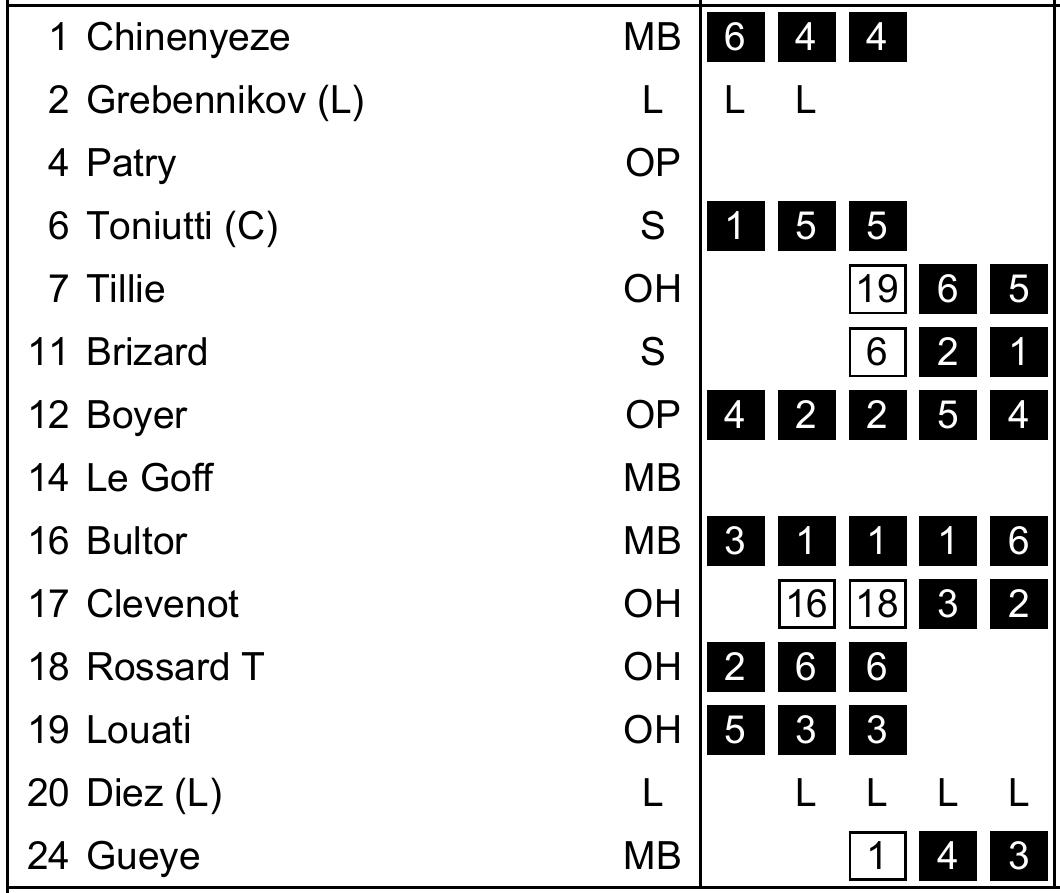 1 Chinenyeze MB 6 4 4
2 Grebennikov (L) L L L
4 Patry OP
6 Toniutti (C) S 1 5 5
7 Tillie OH 19 6 5
11 Brizard S 6 2 1
12 Boyer OP 4 2 2 5 4
14 Le Goff MB
16 Bultor MB 3 1 1 1 6
17 Clevenot OH 16 18 3 2
18 Rossard T OH 2 6 6
19 Louati OH 5 3 3
20 Diez (L) L L L L L
24 Gueye MB 1 4 3